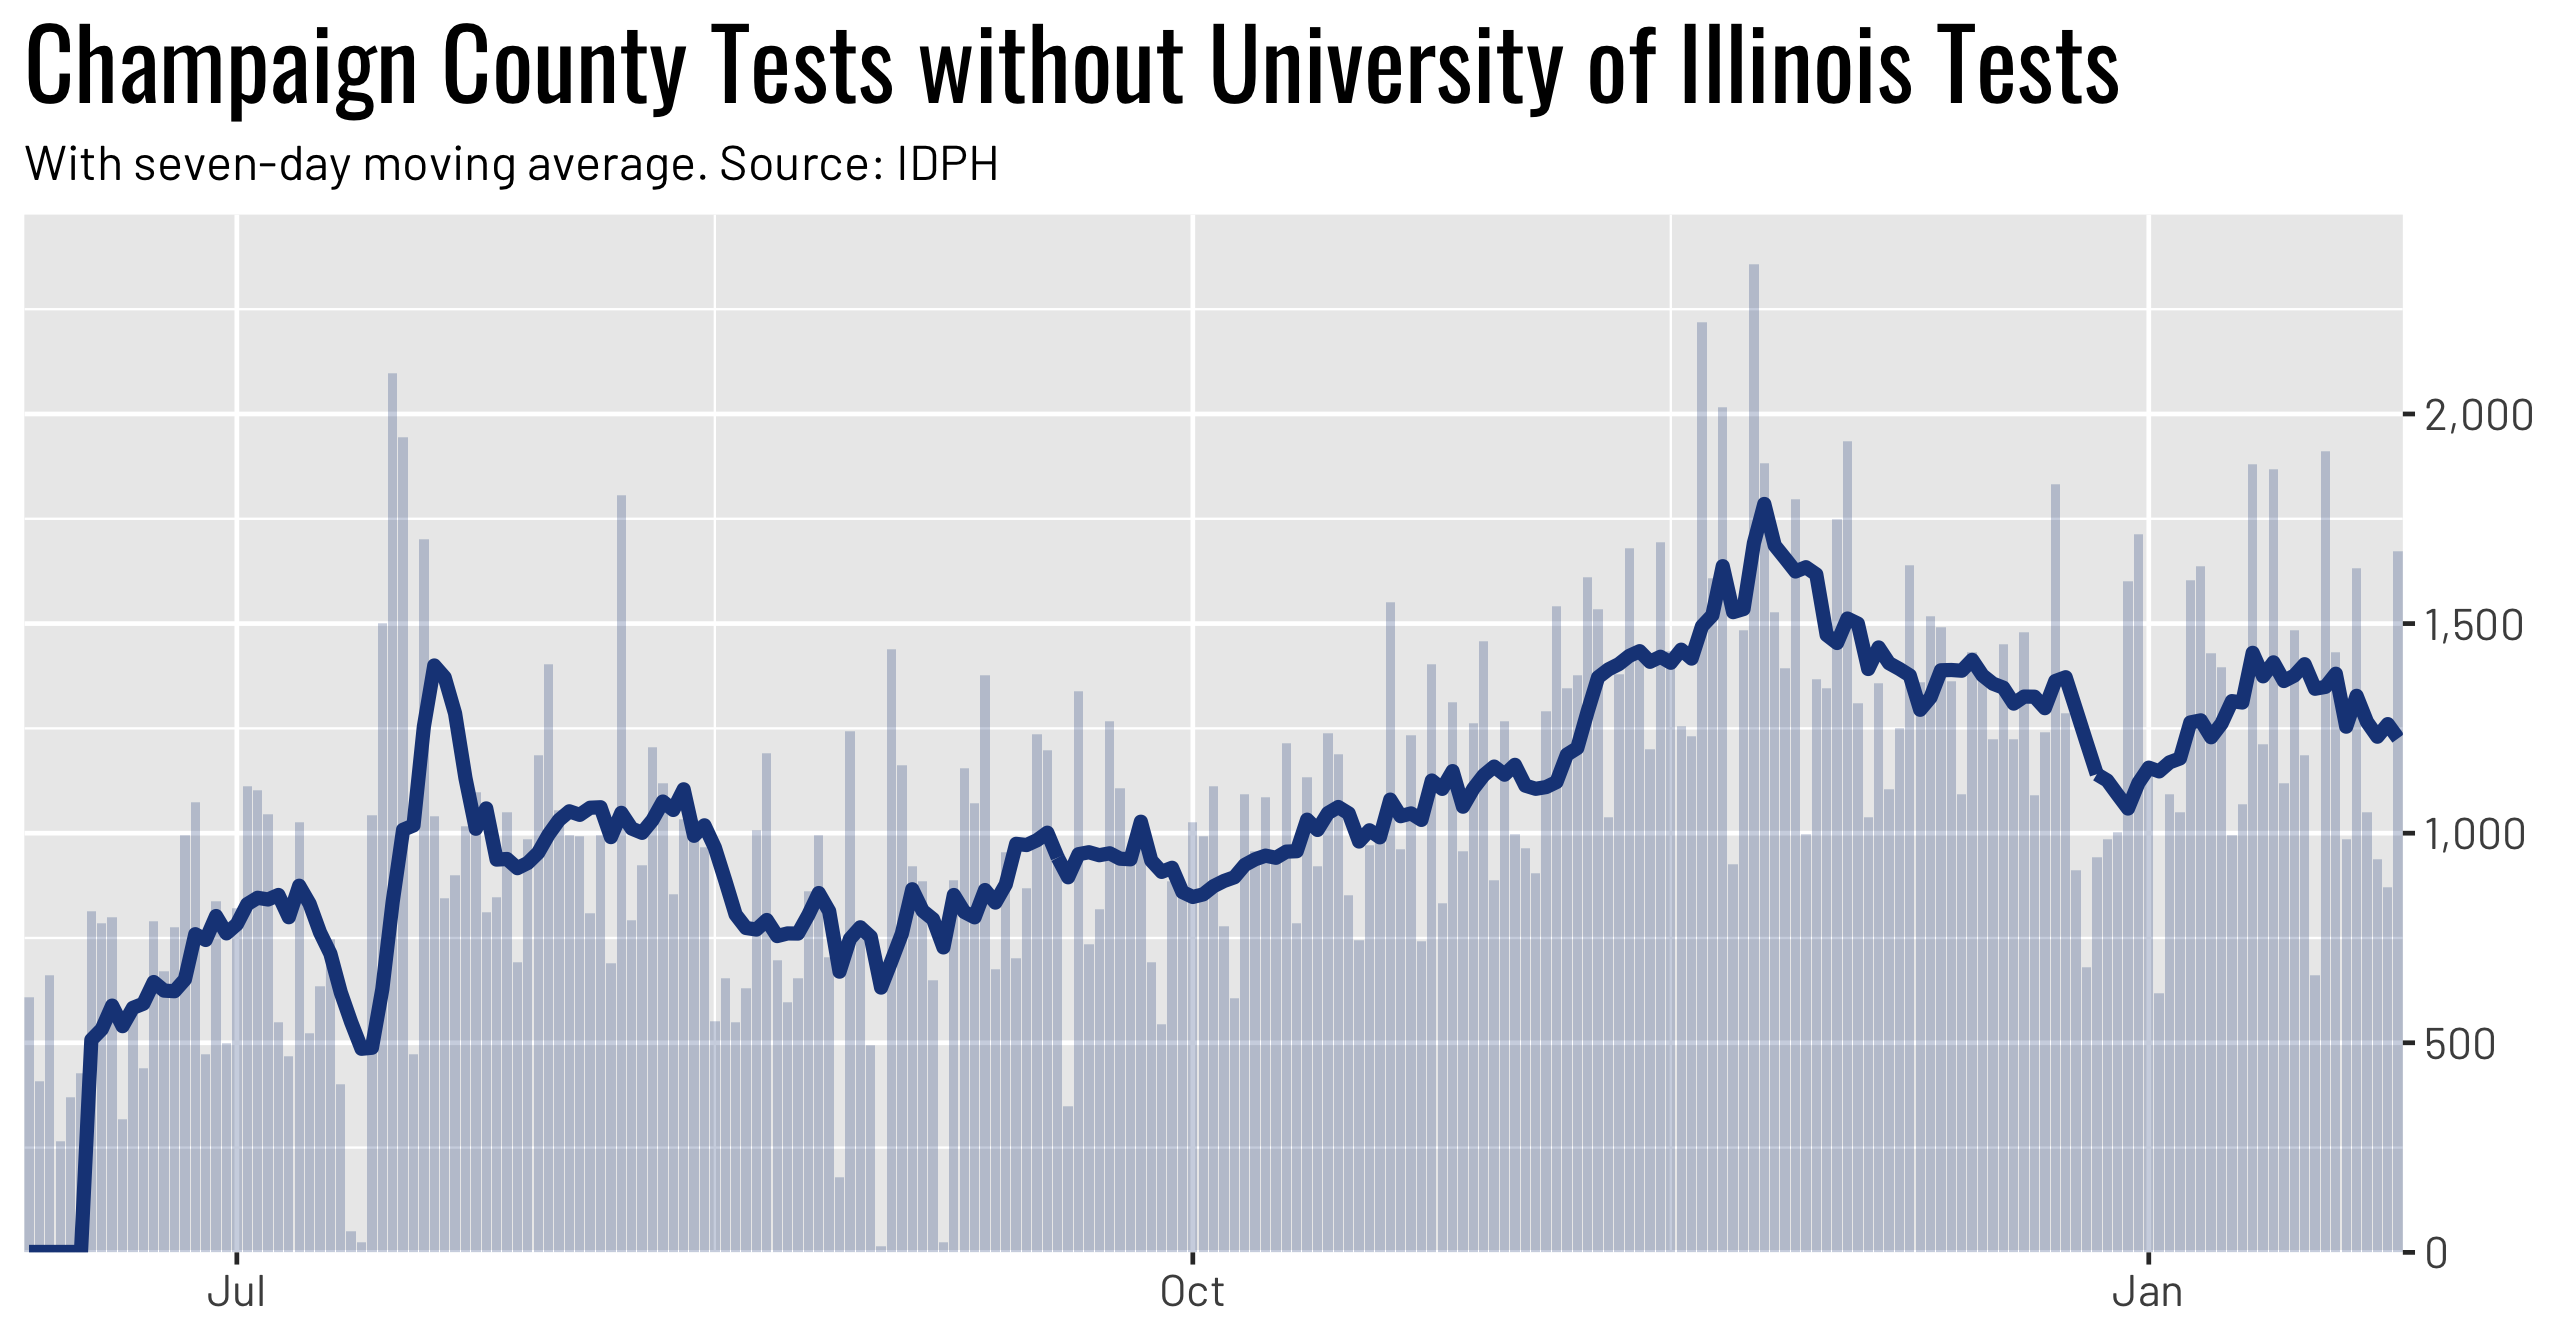 Champaign County Tests without University of Illinois Tests
With seven-day moving average. Source: IDPH
2,000
1,500
1,000
500
0
Jul Oct Jan